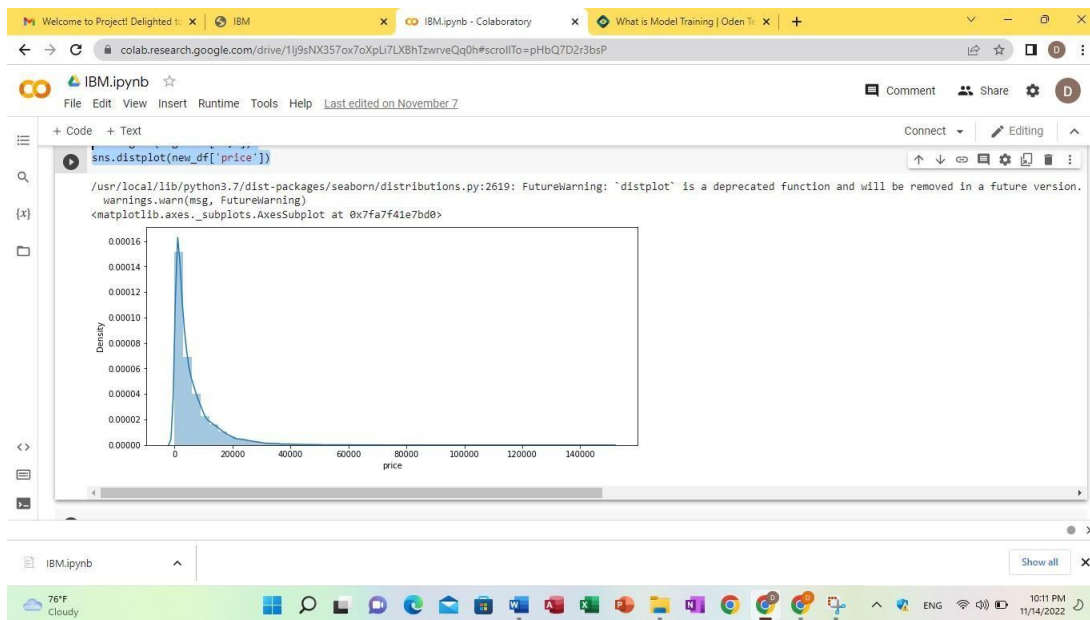 Welcome to Project! Delighted to
IBM
IBM.ipynb - Colaboratory
What is Model Training | Oden Te
colab.research.google.com/drive/1lj9sNX357ox7oXpLi7LXBhTzwrveQq0h#scrollTo=pHbQ7D2r3bsP
D
IBM.ipynb
Comment
Share
D
File Edit View Insert Runtime Tools Help Last edited on November 7
+ Code + Text
Connect
Editing
sns.distplot(new_df['price'])
/usr/local/lib/python3.7/dist-packages/seaborn/distributions.py:2619: FutureWarning: `distplot` is a deprecated function and will be removed in a future version.
warnings.warn(msg, FutureWarning)
<matplotlib.axes._subplots.AxesSubplot at 0x7fa7f41e7bd0>
{x}
0.00016
0.00014
0.00012
0.00010
0.00008
0.00006
0.00004
0.00002
0.00000
Density
0 20000 40000 60000 80000 100000 120000 140000
price
IBM.ipynb
Show all
76°F
Cloudy
ENG
10:11 PM
11/14/2022